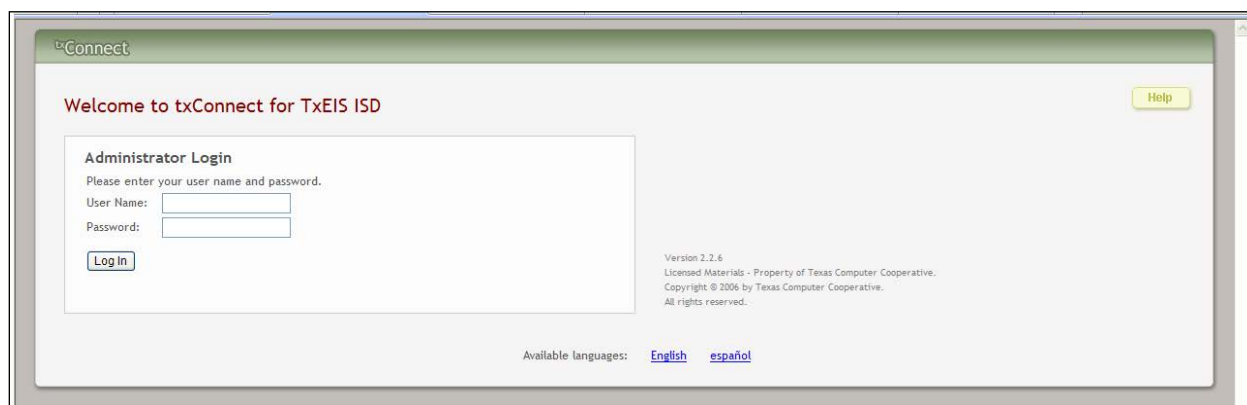 txConnect
Welcome to txConnect for TxEIS ISD
Help
Administrator Login
Please enter your user name and password.
User Name:
Password:
Log In
Version 2.2.6
Licensed Materials - Property of Texas Computer Cooperative.
Copyright © 2006 by Texas Computer Cooperative.
All rights reserved.
Available languages: English español